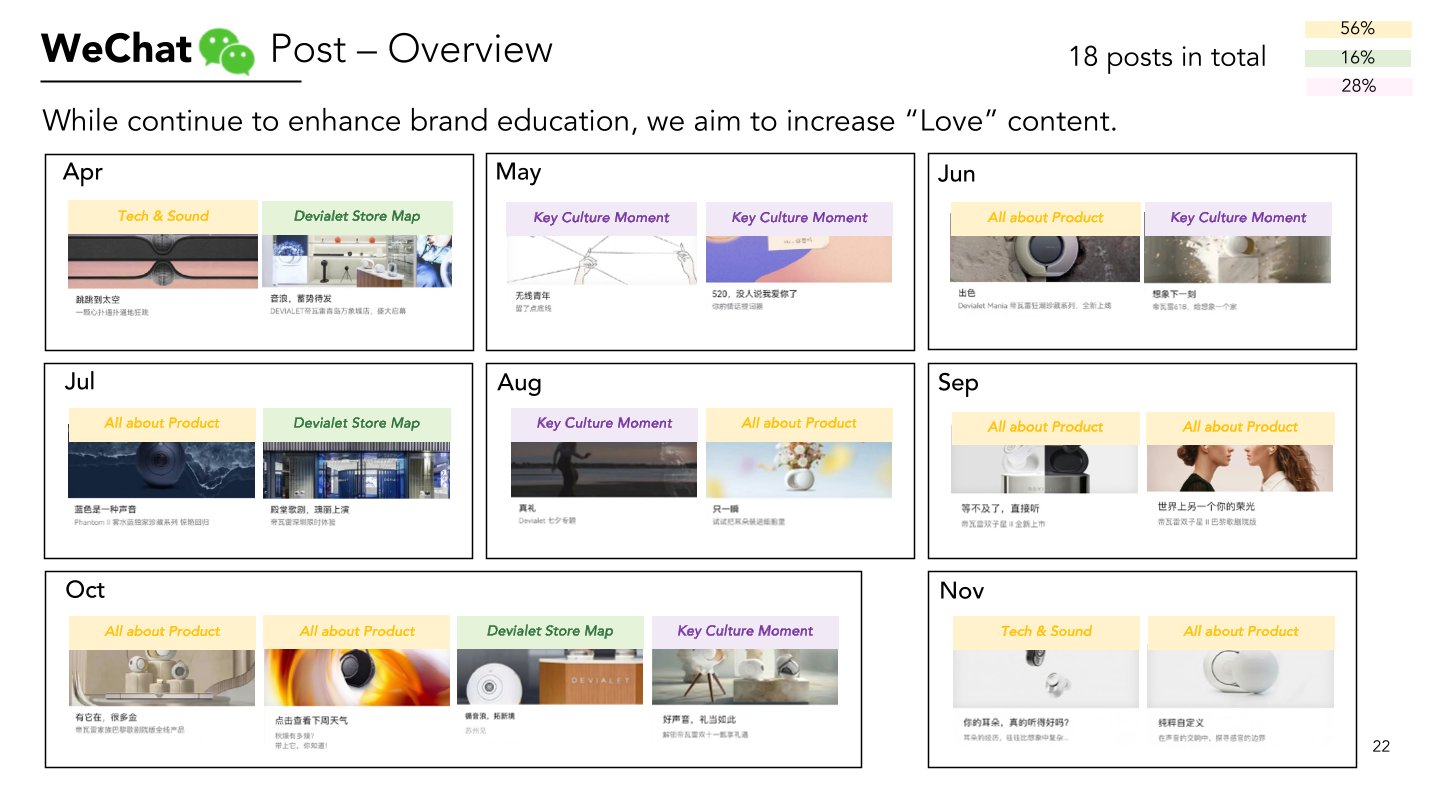 WeChat Post – Overview
18 posts in total
56%
16%
28%
While continue to enhance brand education, we aim to increase “Love” content.
Apr
Tech & Sound
跳跳到太空
一颗心扑通扑通地狂跳
Devialet Store Map
音浪，蓄势待发
DEVIALET帝瓦雷青岛万象城店，盛大启幕
May
Key Culture Moment
无线青年
留了点底线
Key Culture Moment
520，没人说我爱你了
你的情话提词器
Jun
All about Product
出色
Devialet Mania 帝瓦雷狂潮珍藏系列，全新上线
Key Culture Moment
想象下一刻
帝瓦雷618，给想象一个家
Jul
All about Product
蓝色是一种声音
Phantom II 雾水蓝独家珍藏系列 惊艳回归
Devialet Store Map
殿堂歌剧，瑰丽上演
帝瓦雷深圳限时体验
Aug
Key Culture Moment
真礼
Devialet 七夕专题
All about Product
只一瞬
试试把耳朵装进能听里
Sep
All about Product
等不及了，直接听
帝瓦雷双子星 II 全新上市
All about Product
世界上另一个你的荣光
帝瓦雷双子星 II 巴黎歌剧院版
Oct
All about Product
有它在，很多金
帝瓦雷家族巴黎歌剧院版全线产品
All about Product
点击查看下周天气
秋燥有多燥？
带上它，你知道！
Devialet Store Map
DEVIALET
循音浪，拓新境
苏州见
Key Culture Moment
好声音，礼当如此
解锁帝瓦雷双十一甄享礼遇
Nov
Tech & Sound
你的耳朵，真的听得好吗？
耳朵的经历，往往比想象中复杂...
All about Product
纯粹自定义
在声音的交响中，探寻感官的边界
22